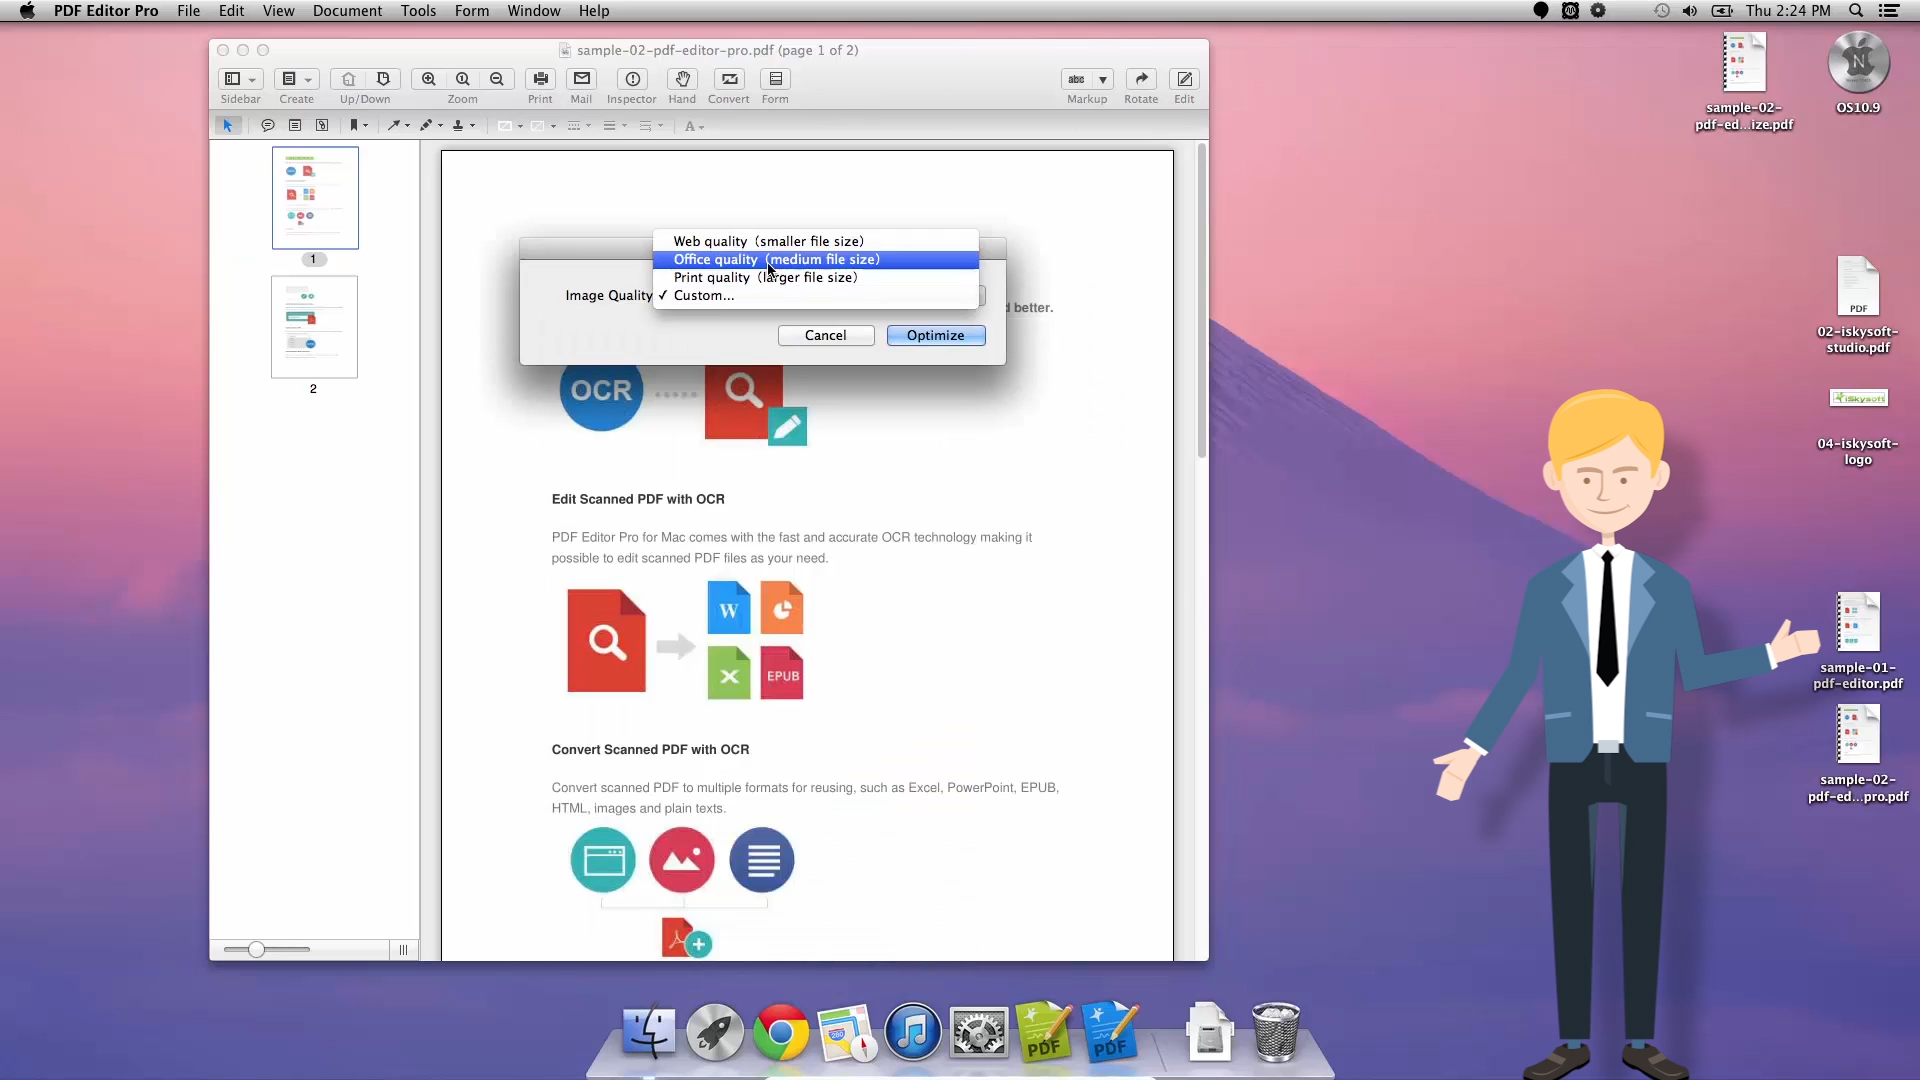 PDF Editor Pro File Edit View Document Tools Form Window Help
Thu 2:24 PM
sample-02-pdf-editor-pro.pdf (page 1 of 2)
Sidebar Create Up/Down Zoom Print Mail Inspector Hand Convert Form
abc
Markup Rotate Edit
1
2
Web quality (smaller file size)
Office quality (medium file size)
Print quality (larger file size)
Image Quality ✓ Custom...
d better.
Cancel Optimize
OCR
Edit Scanned PDF with OCR
PDF Editor Pro for Mac comes with the fast and accurate OCR technology making it
possible to edit scanned PDF files as your need.
W
X
EPUB
Convert Scanned PDF with OCR
Convert scanned PDF to multiple formats for reusing, such as Excel, PowerPoint, EPUB,
HTML, images and plain texts.
sample-02-
pdf-ed...ize.pdf
N
OS10.9
PDF
02-iskysoft-
studio.pdf
iSkysoft
04-iskysoft-
logo
sample-01-
pdf-editor.pdf
sample-02-
pdf-ed...pro.pdf
PDF
PDF